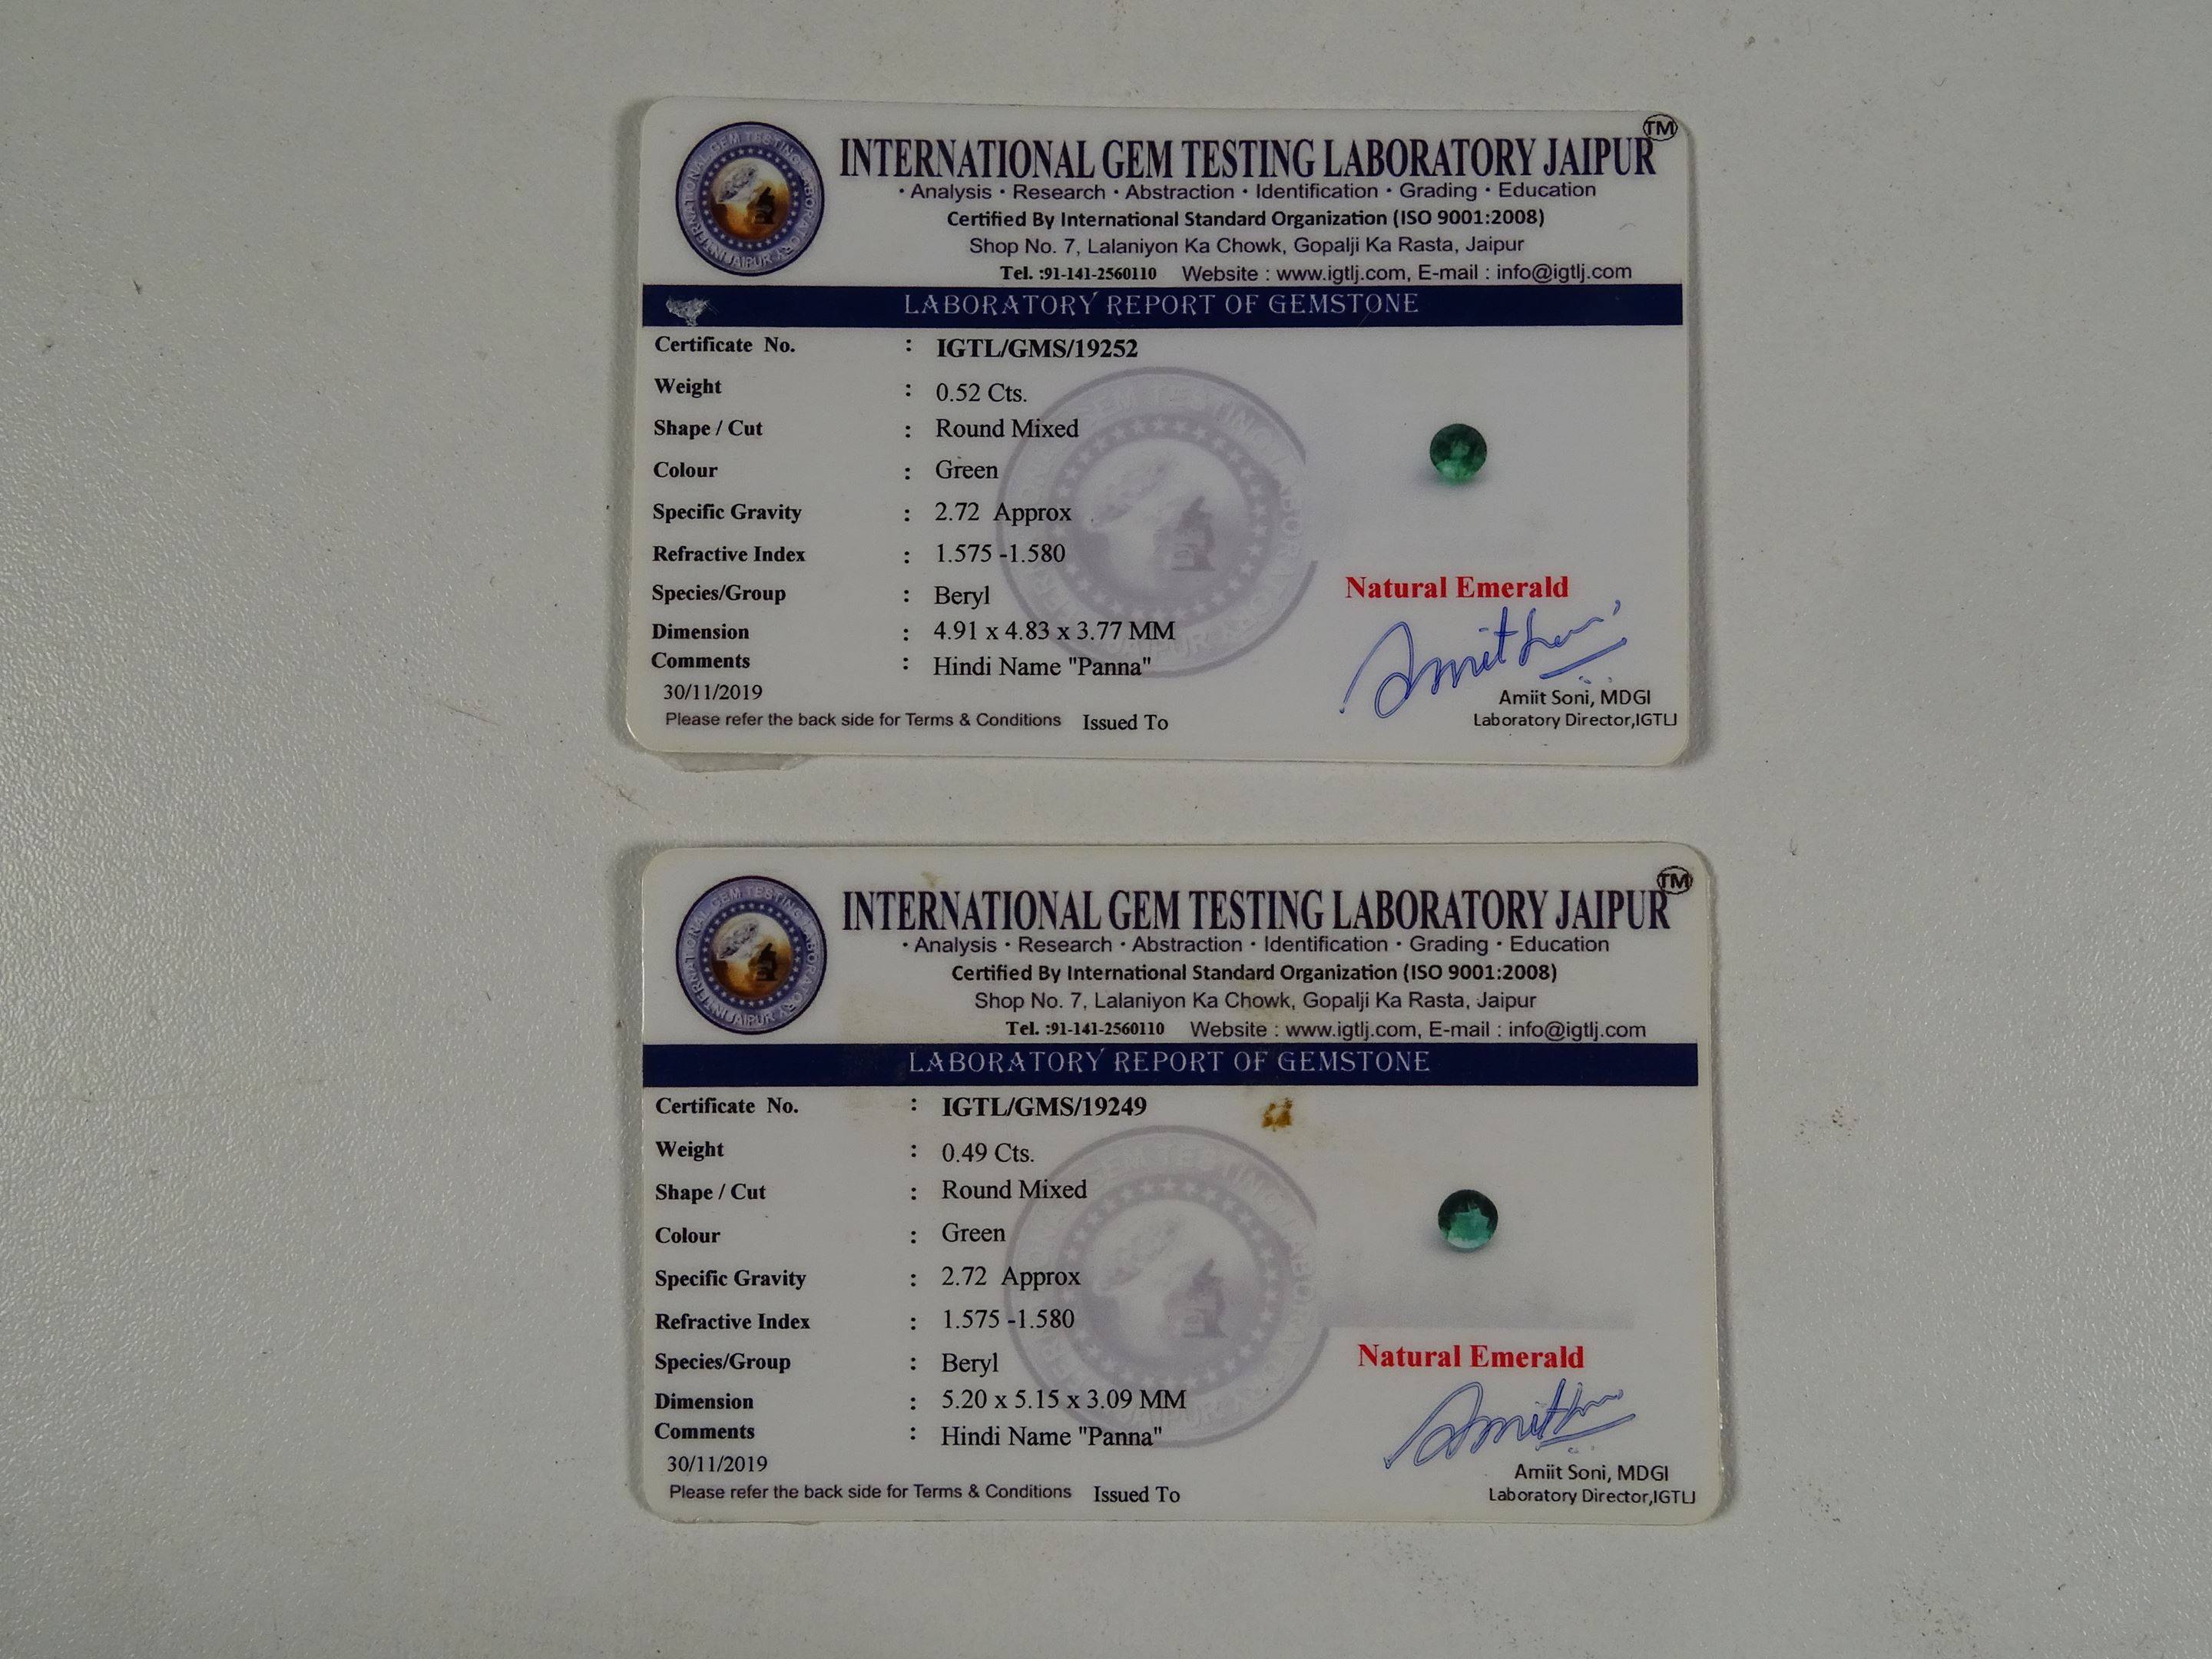 INTERNATIONAL GEM TESTING LABORATORY JAIPUR TM
• Analysis • Research • Abstraction • Identification • Grading • Education
Certified By International Standard Organization (ISO 9001:2008)
Shop No. 7, Lalaniyon Ka Chowk, Gopalji Ka Rasta, Jaipur
Tel. :91-141-2560110 Website : www.igtlj.com, E-mail : info@igtlj.com
LABORATORY REPORT OF GEMSTONE
Certificate No. : IGTL/GMS/19252
Weight : 0.52 Cts.
Shape / Cut : Round Mixed
Colour : Green
Specific Gravity : 2.72 Approx
Refractive Index : 1.575 -1.580
Natural Emerald
Species/Group : Beryl
Dimension : 4.91 x 4.83 x 3.77 MM
Comments : Hindi Name "Panna"
30/11/2019
Amiit Soni, MDGI
Please refer the back side for Terms & Conditions Issued To
Laboratory Director,IGTLJ
INTERNATIONAL GEM TESTING LABORATORY JAIPUR TM
• Analysis • Research • Abstraction • Identification • Grading • Education
Certified By International Standard Organization (ISO 9001:2008)
Shop No. 7, Lalaniyon Ka Chowk, Gopalji Ka Rasta, Jaipur
Tel. :91-141-2560110 Website : www.igtlj.com, E-mail : info@igtlj.com
LABORATORY REPORT OF GEMSTONE
Certificate No. : IGTL/GMS/19249
Weight : 0.49 Cts.
Shape / Cut : Round Mixed
Colour : Green
Specific Gravity : 2.72 Approx
Refractive Index : 1.575 -1.580
Natural Emerald
Species/Group : Beryl
Dimension : 5.20 x 5.15 x 3.09 MM
Comments : Hindi Name "Panna"
30/11/2019
Amiit Soni, MDGI
Please refer the back side for Terms & Conditions Issued To
Laboratory Director,IGTLJ